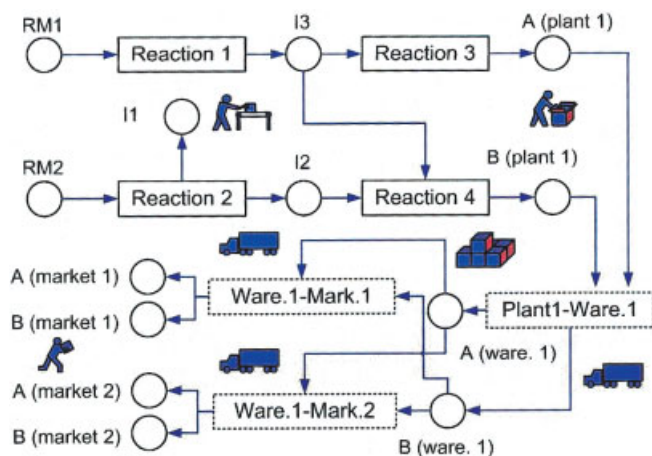 RM1
Reaction 1
I3
Reaction 3
A (plant 1)
I1
RM2
Reaction 2
I2
Reaction 4
B (plant 1)
A (market 1)
B (market 1)
Ware.1-Mark.1
Plant1-Ware.1
A (ware. 1)
A (market 2)
B (market 2)
Ware.1-Mark.2
B (ware. 1)